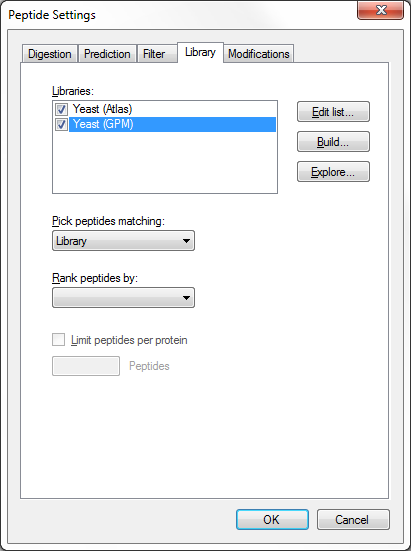 Peptide Settings
Digestion Prediction Filter Library Modifications
Libraries:
Yeast (Atlas)
Yeast (GPM)
Edit list...
Build...
Explore...
Pick peptides matching:
Library
Rank peptides by:
Limit peptides per protein
Peptides
OK Cancel